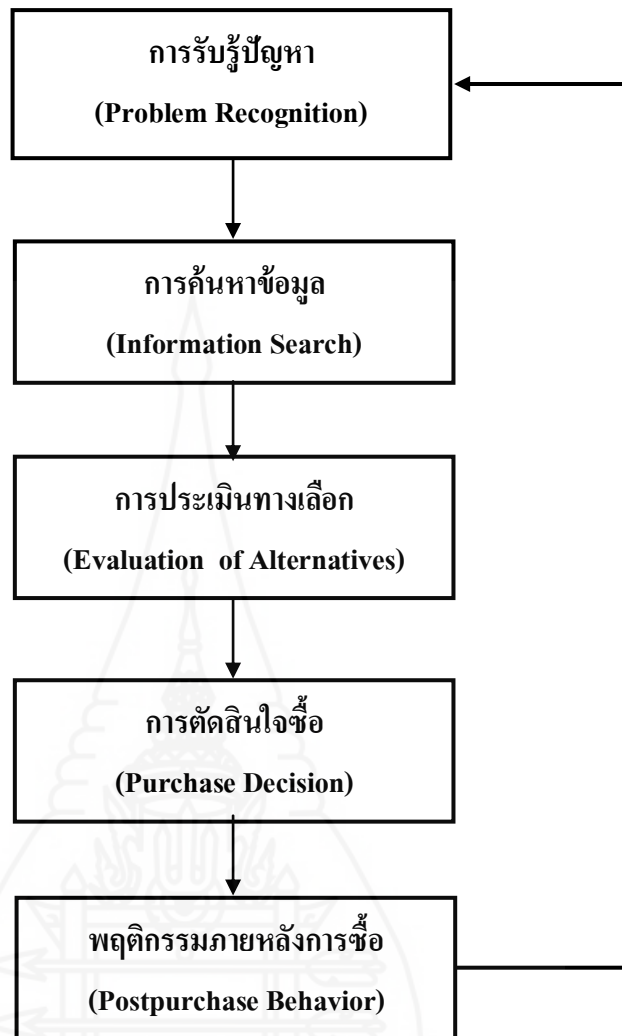 การรับรู้ปัญหา
(Problem Recognition)
การค้นหาข้อมูล
(Information Search)
การประเมินทางเลือก
(Evaluation of Alternatives)
การตัดสินใจซื้อ
(Purchase Decision)
พฤติกรรมภายหลังการซื้อ
(Postpurchase Behavior)